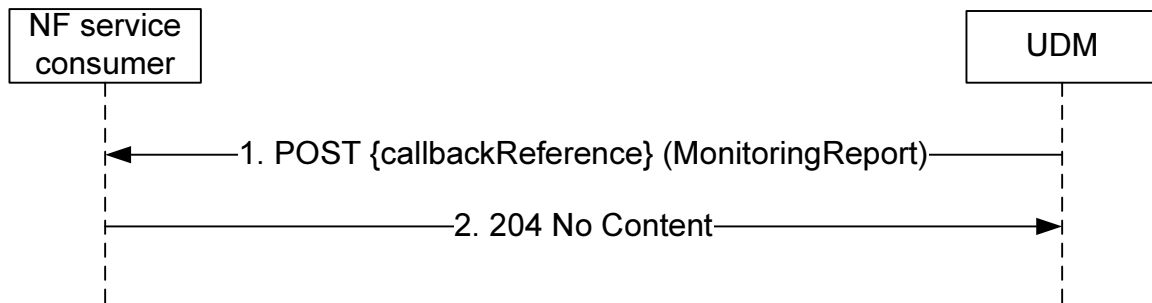 NF service
consumer
UDM
1. POST {callbackReference} (MonitoringReport)
2. 204 No Content